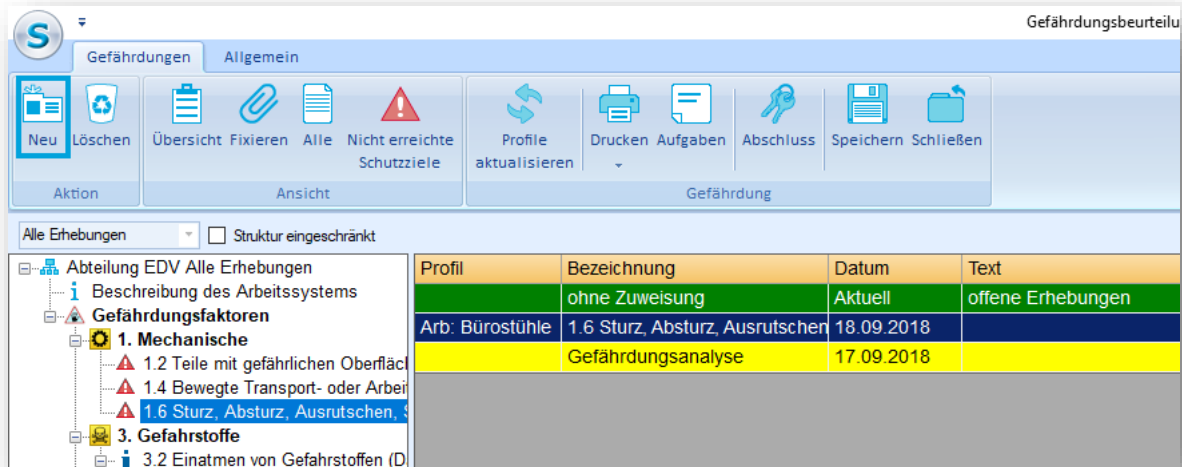 Gefährdungsbeurteilu
S
Gefährdungen Allgemein
Neu Löschen Übersicht Fixieren Alle Nicht erreichte Schutzziele Profile aktualisieren Drucken Aufgaben Abschluss Speichern Schließen
Aktion Ansicht Gefährdung
Alle Erhebungen Struktur eingeschränkt
Abteilung EDV Alle Erhebungen
Beschreibung des Arbeitssystems
Gefährdungsfaktoren
1. Mechanische
1.2 Teile mit gefährlichen Oberfläcl
1.4 Bewegte Transport- oder Arbei
1.6 Sturz, Absturz, Ausrutschen, S
3. Gefahrstoffe
3.2 Einatmen von Gefahrstoffen (D
Profil Bezeichnung Datum Text
ohne Zuweisung Aktuell offene Erhebungen
Arb: Bürostühle 1.6 Sturz, Absturz, Ausrutschen 18.09.2018
Gefährdungsanalyse 17.09.2018